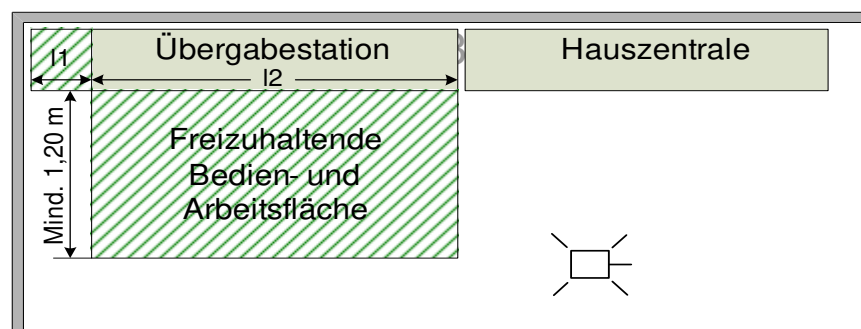 Übergabestation
Hauszentrale
l1
l2
Mind. 1,20 m
Freizuhaltende
Bedien- und
Arbeitsfläche